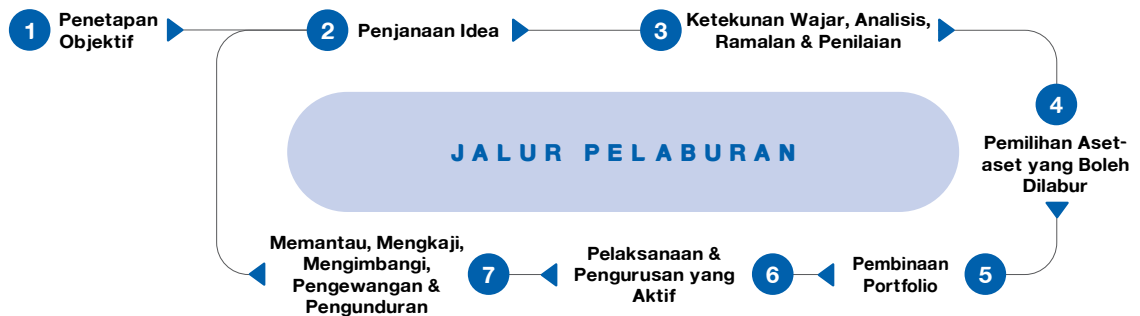 1 Penetapan
Objektif
2 Penjanaan Idea
3 Ketekunan Wajar, Analisis,
Ramalan & Penilaian
4
Pemilihan Aset-
aset yang Boleh
Dilabur
JALUR PELABURAN
5
Pembinaan
Portfolio
6
Pelaksanaan &
Pengurusan yang
Aktif
7
Memantau, Mengkaji,
Mengimbangi,
Pengewangan &
Pengunduran